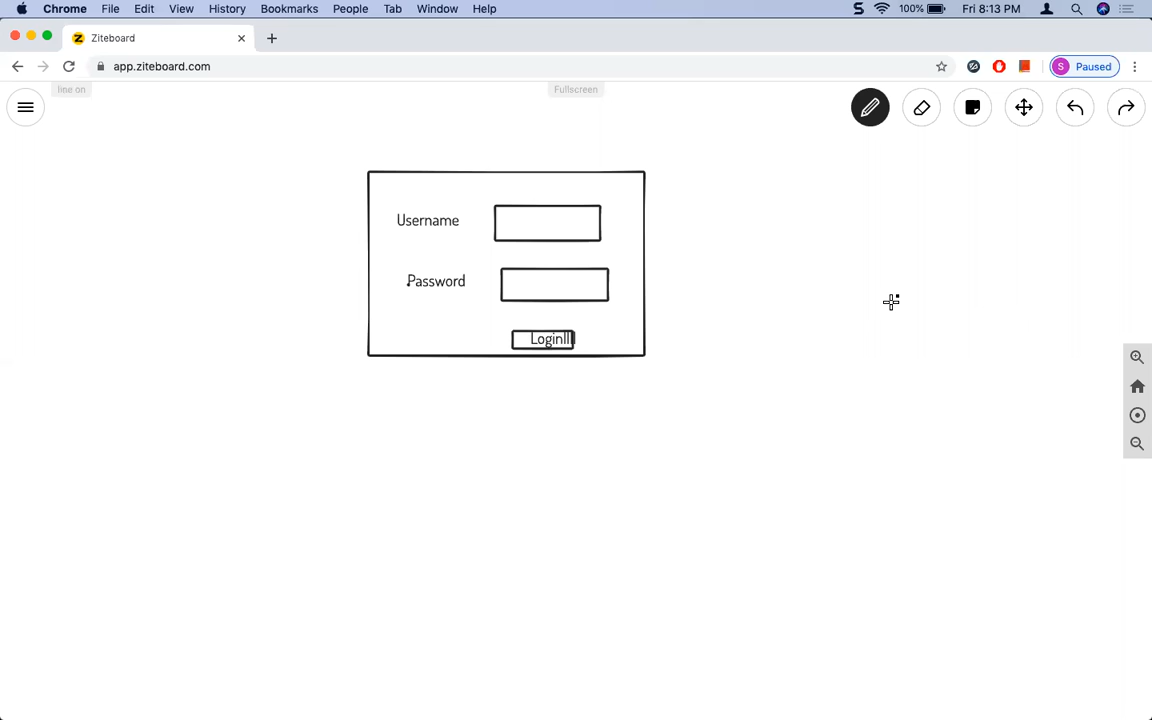 Chrome File Edit View History Bookmarks People Tab Window Help 100% Fri 8:13 PM
Ziteboard
app.ziteboard.com S Paused
line on Fullscreen
Username
Password
Loginlll